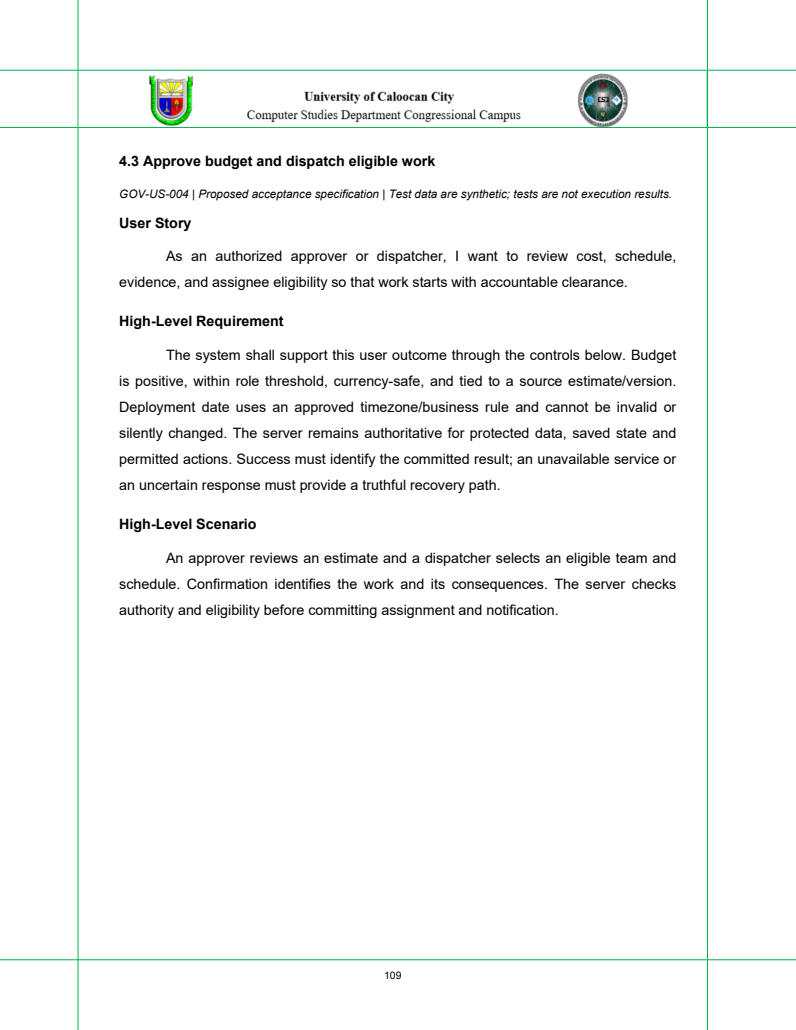 University of Caloocan City
Computer Studies Department Congressional Campus
4.3 Approve budget and dispatch eligible work
GOV-US-004 | Proposed acceptance specification | Test data are synthetic; tests are not execution results.
User Story
As an authorized approver or dispatcher, I want to review cost, schedule,
evidence, and assignee eligibility so that work starts with accountable clearance.
High-Level Requirement
The system shall support this user outcome through the controls below. Budget
is positive, within role threshold, currency-safe, and tied to a source estimate/version.
Deployment date uses an approved timezone/business rule and cannot be invalid or
silently changed. The server remains authoritative for protected data, saved state and
permitted actions. Success must identify the committed result; an unavailable service or
an uncertain response must provide a truthful recovery path.
High-Level Scenario
An approver reviews an estimate and a dispatcher selects an eligible team and
schedule. Confirmation identifies the work and its consequences. The server checks
authority and eligibility before committing assignment and notification.
109